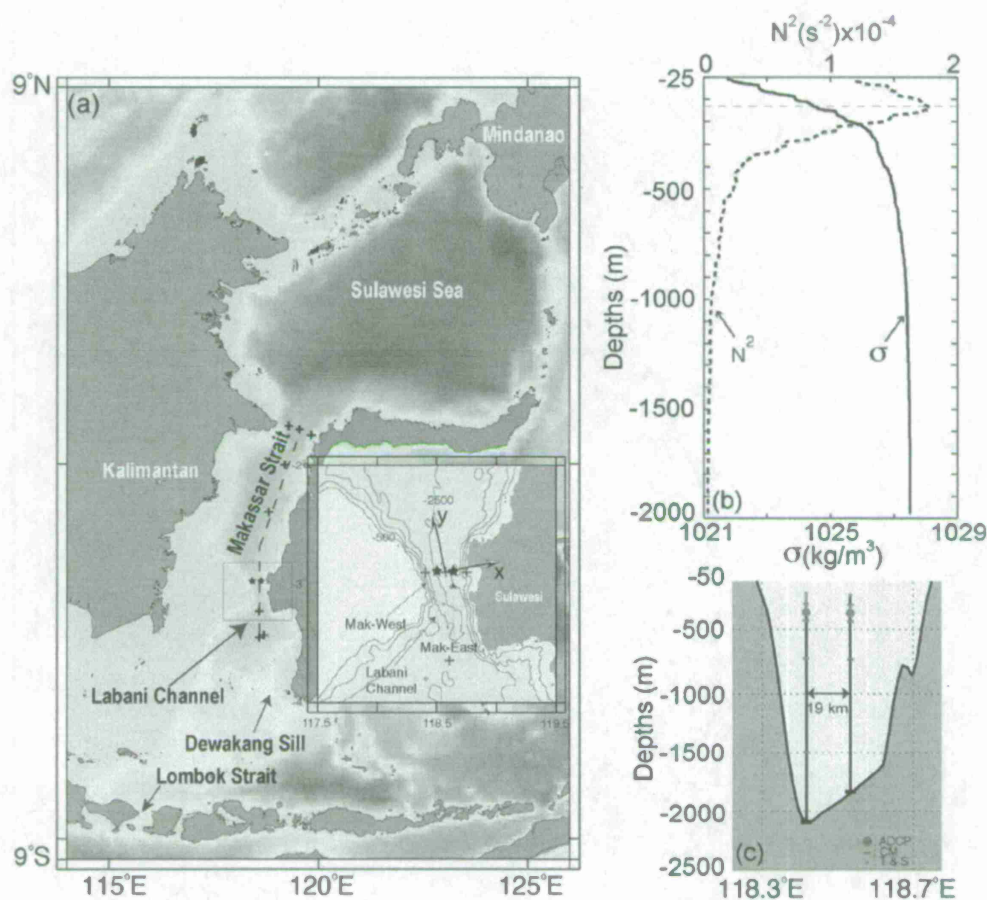 (a)
9°N
9°S
115°E
120°E
125°E
Mindanao
Sulawesi Sea
Kalimantan
Makassar Strait
Labani Channel
Dewakang Sill
Lombok Strait
-2500
y
x
Sulawesi
Mak-West
Mak-East
Labani
Channel
117.5
118.5
119.5
N²(s⁻²)x10⁻⁴
0
1
2
-25
-500
-1000
-1500
-2000
Depths (m)
N²
σ
(b)
1021
1025
1029
σ(kg/m³)
-50
-500
-1000
-1500
-2000
-2500
Depths (m)
19 km
ADCP
CM
T & S
(c)
118.3°E
118.7°E